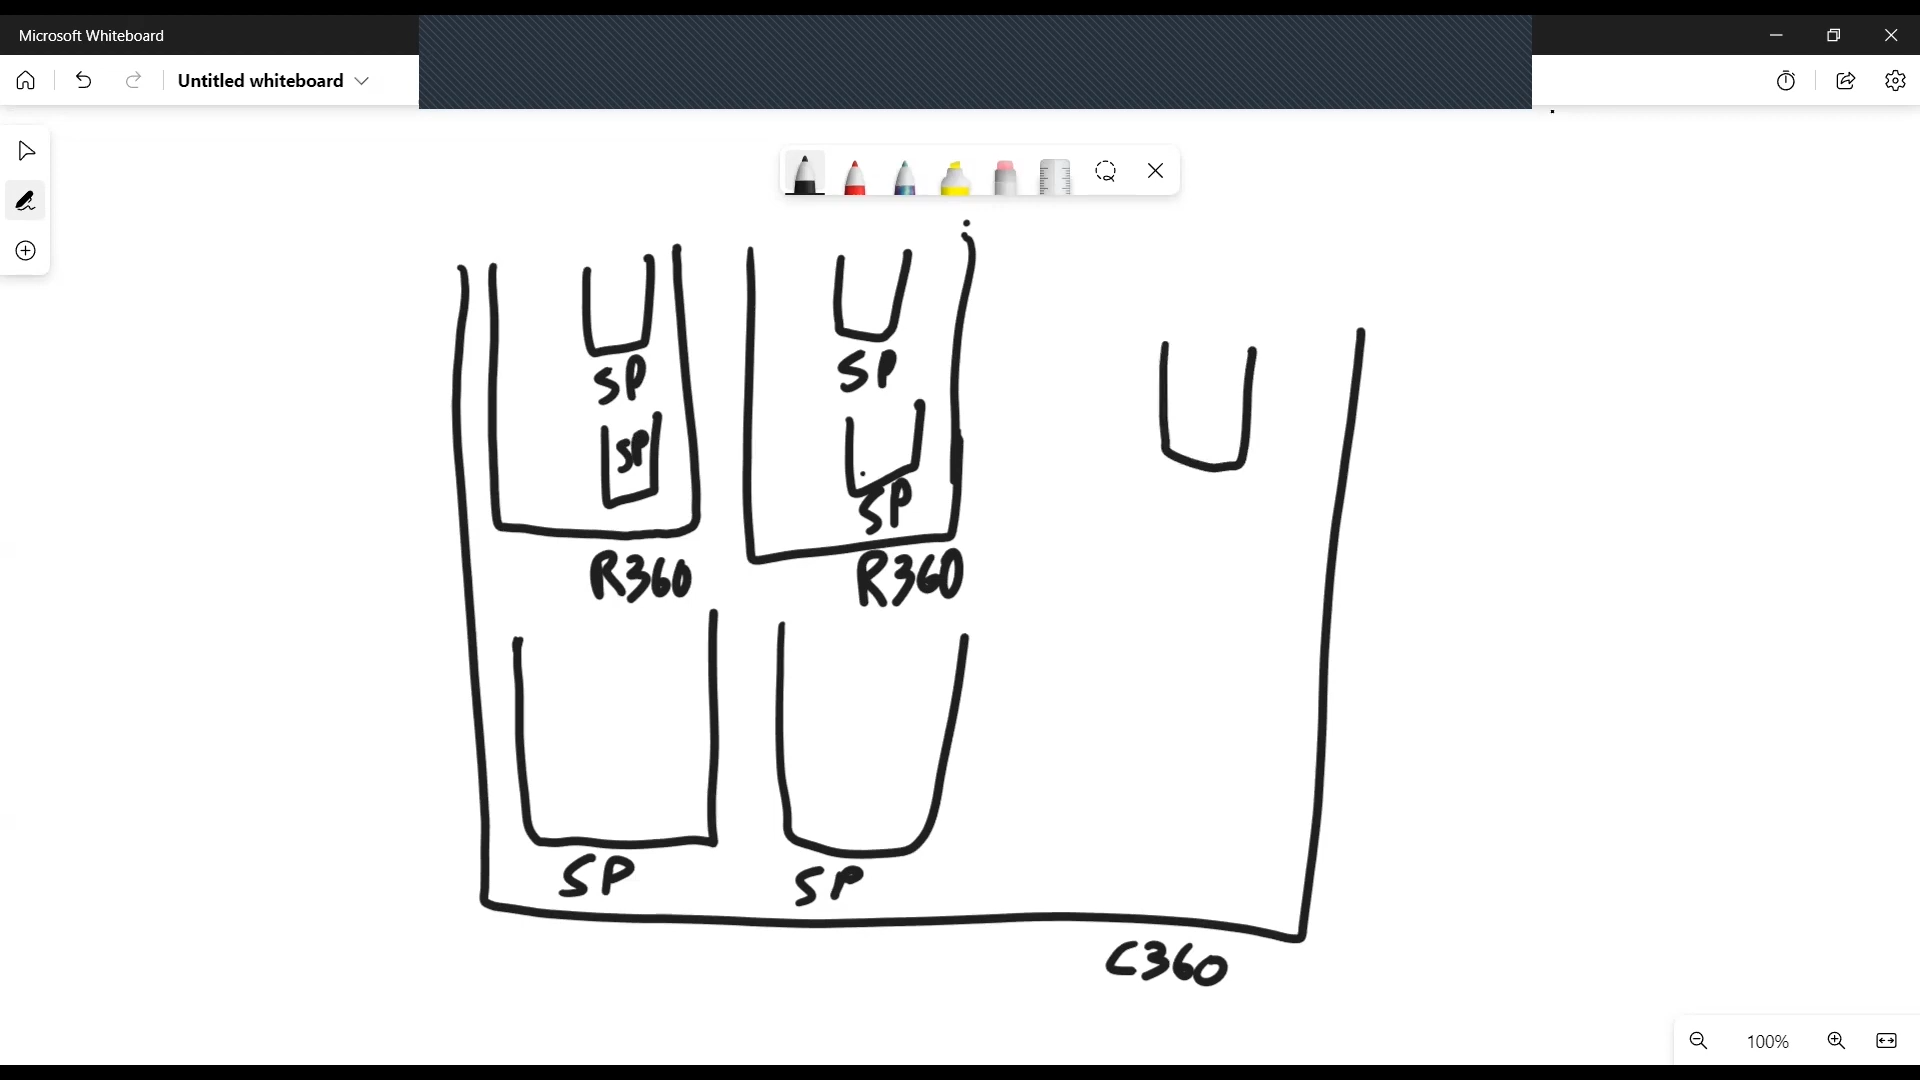 Microsoft Whiteboard
Untitled whiteboard
SP
SP
SP
SP
R360
R360
SP
SP
C360
100%